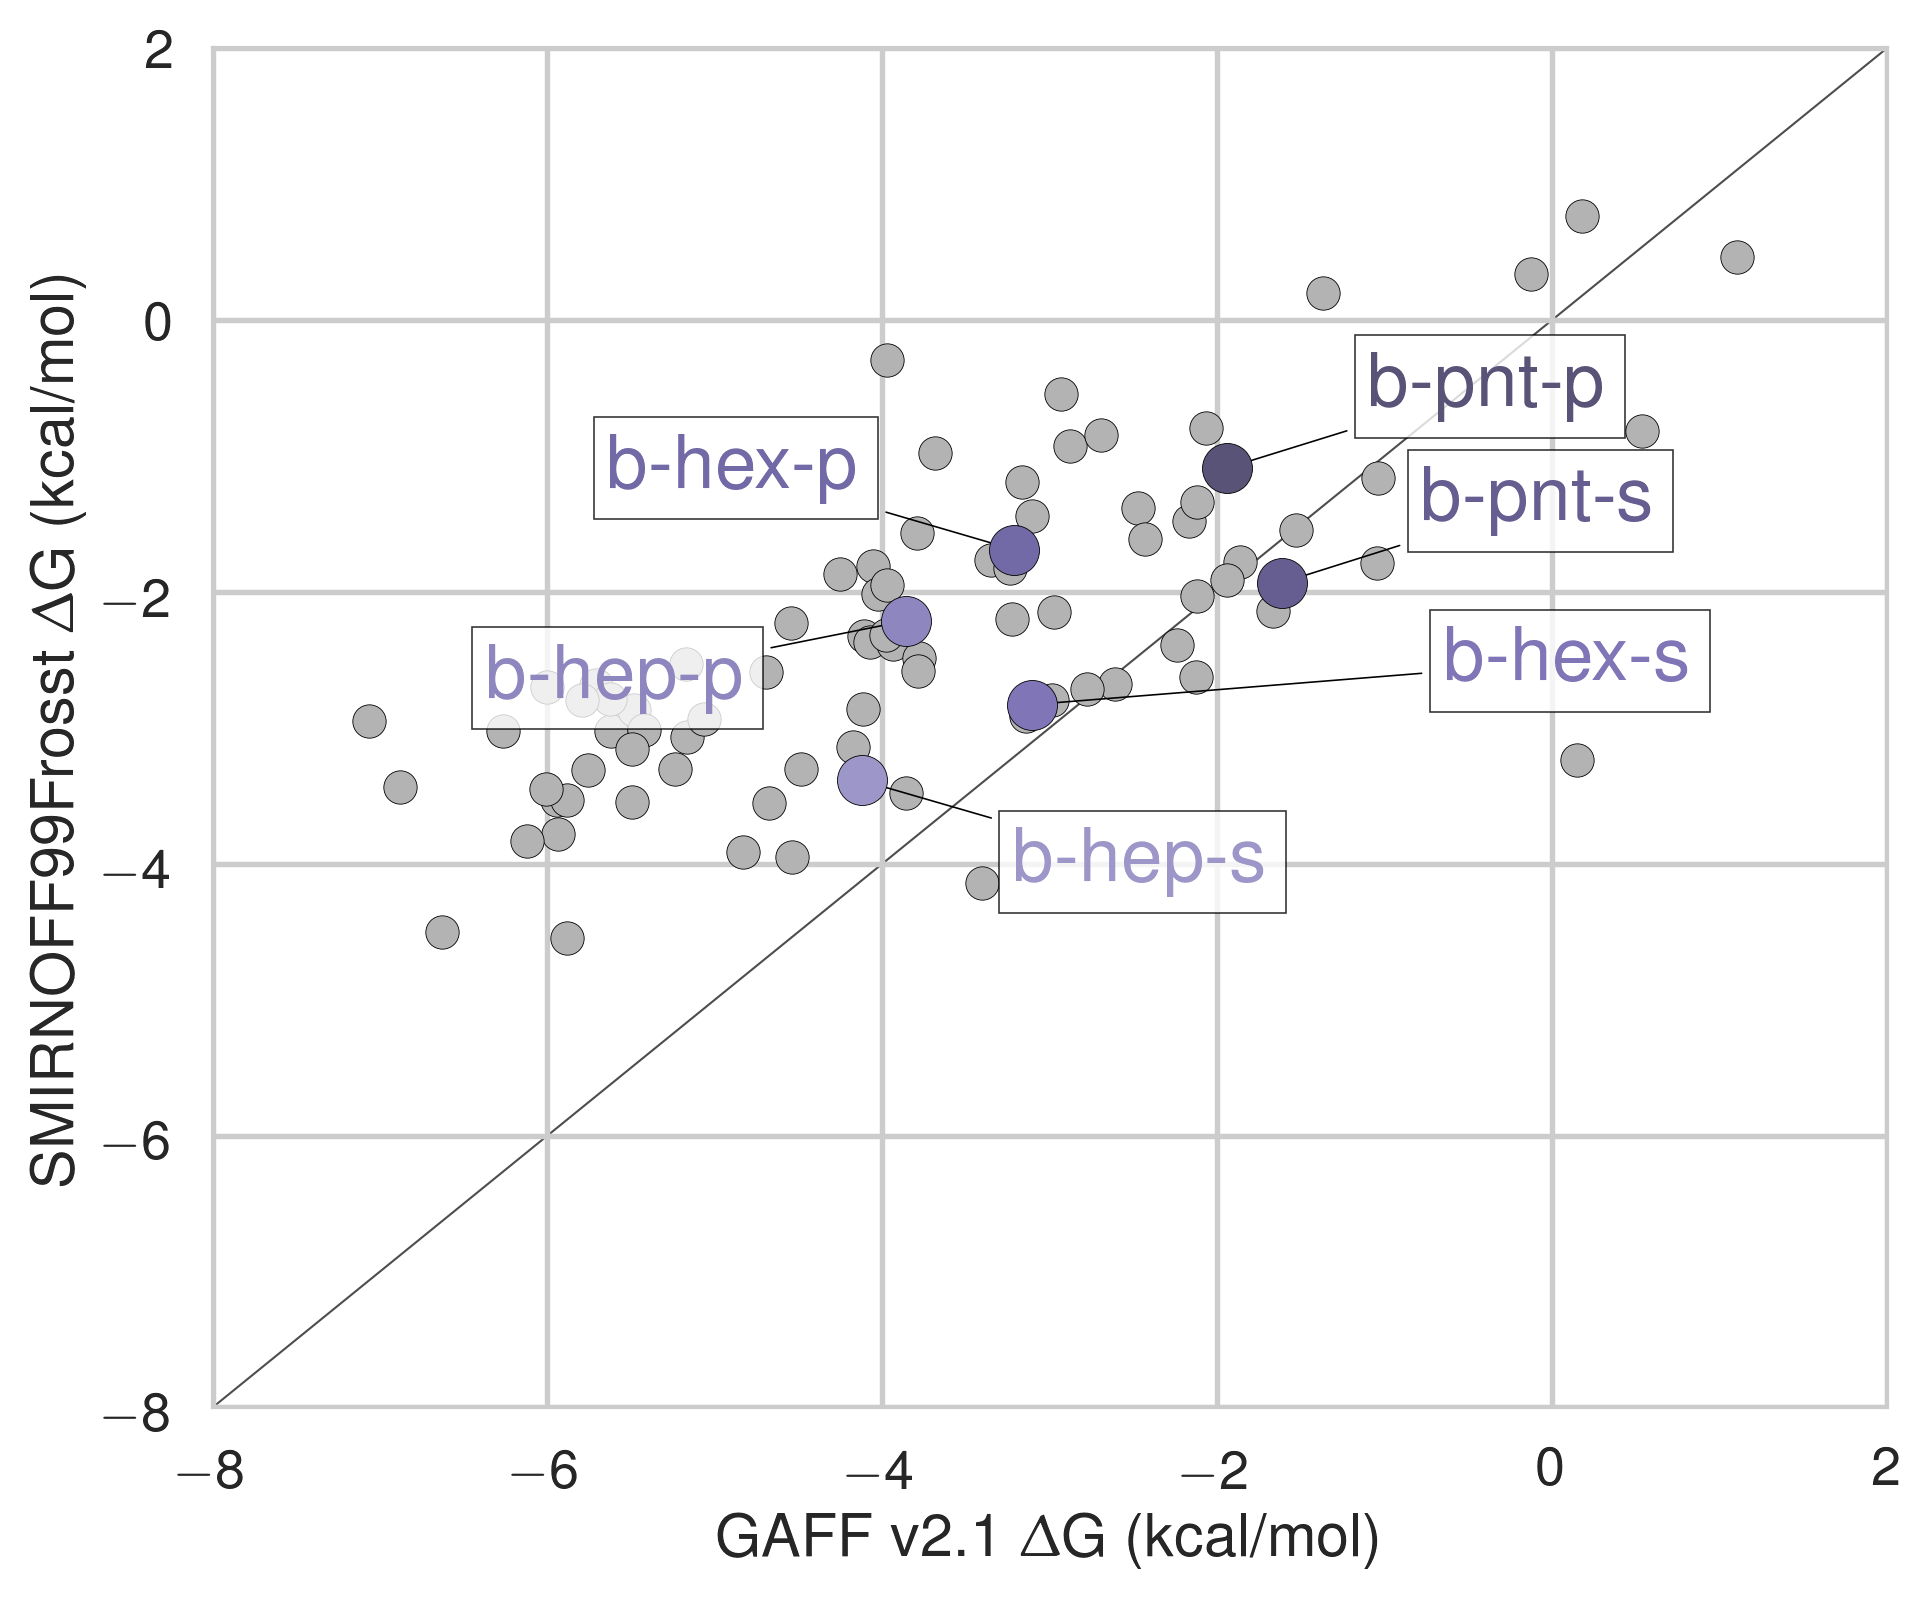 SMIRNOFF99Frosst ΔG (kcal/mol)
2
0
−2
−4
−6
−8
b-pnt-p
b-hex-p
b-pnt-s
b-hex-s
b-hep-p
b-hep-s
−8 −6 −4 −2 0 2
GAFF v2.1 ΔG (kcal/mol)